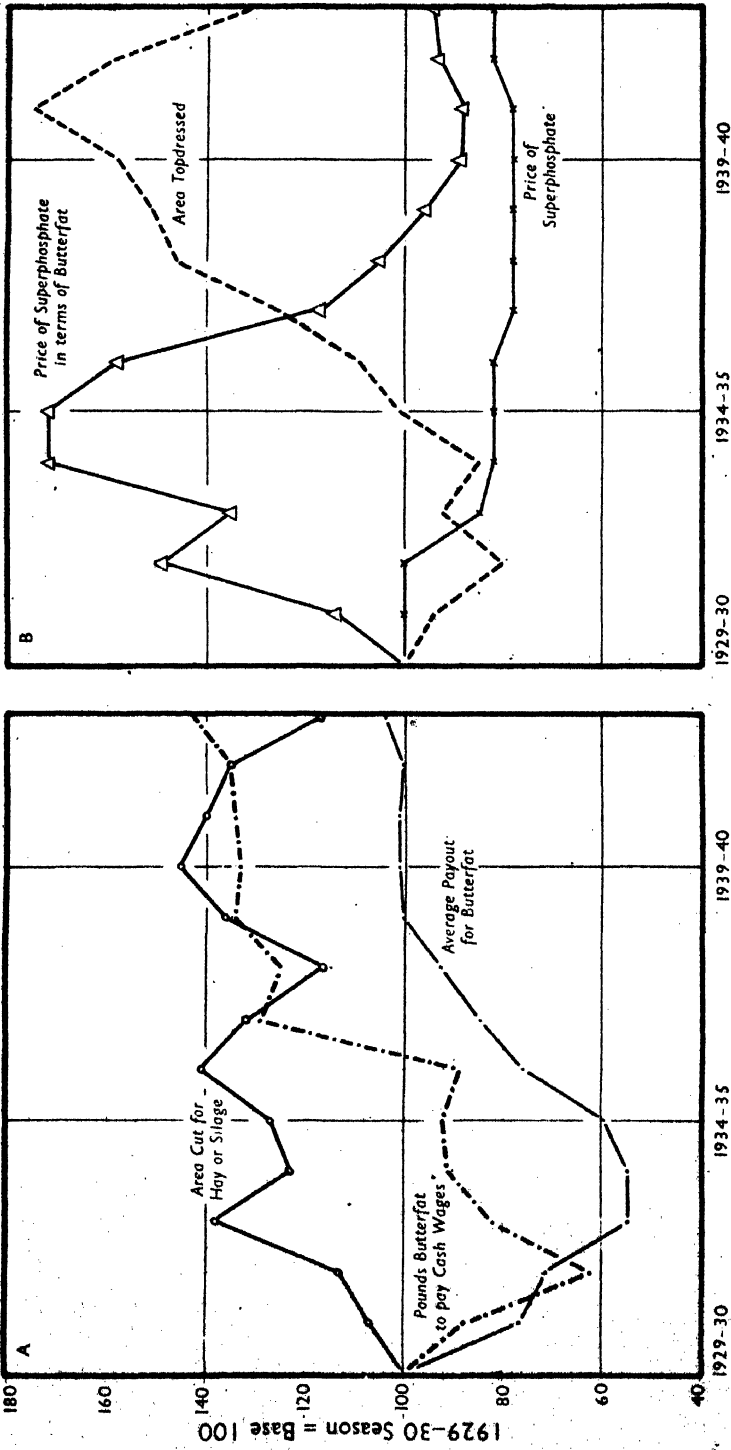 A
180
140
120
100
80
60
40
1929–30 Season = Base 100
Area Cut for
Hay or Silage
Pounds Butterfat
to pay Cash Wages
Average Payout
for Butterfat
1929–30
1934–35
1939–40
B
Price of Superphosphate
in terms of Butterfat
Area Topdressed
Price of
Superphosphate
1929–30
1934–35
1939–40